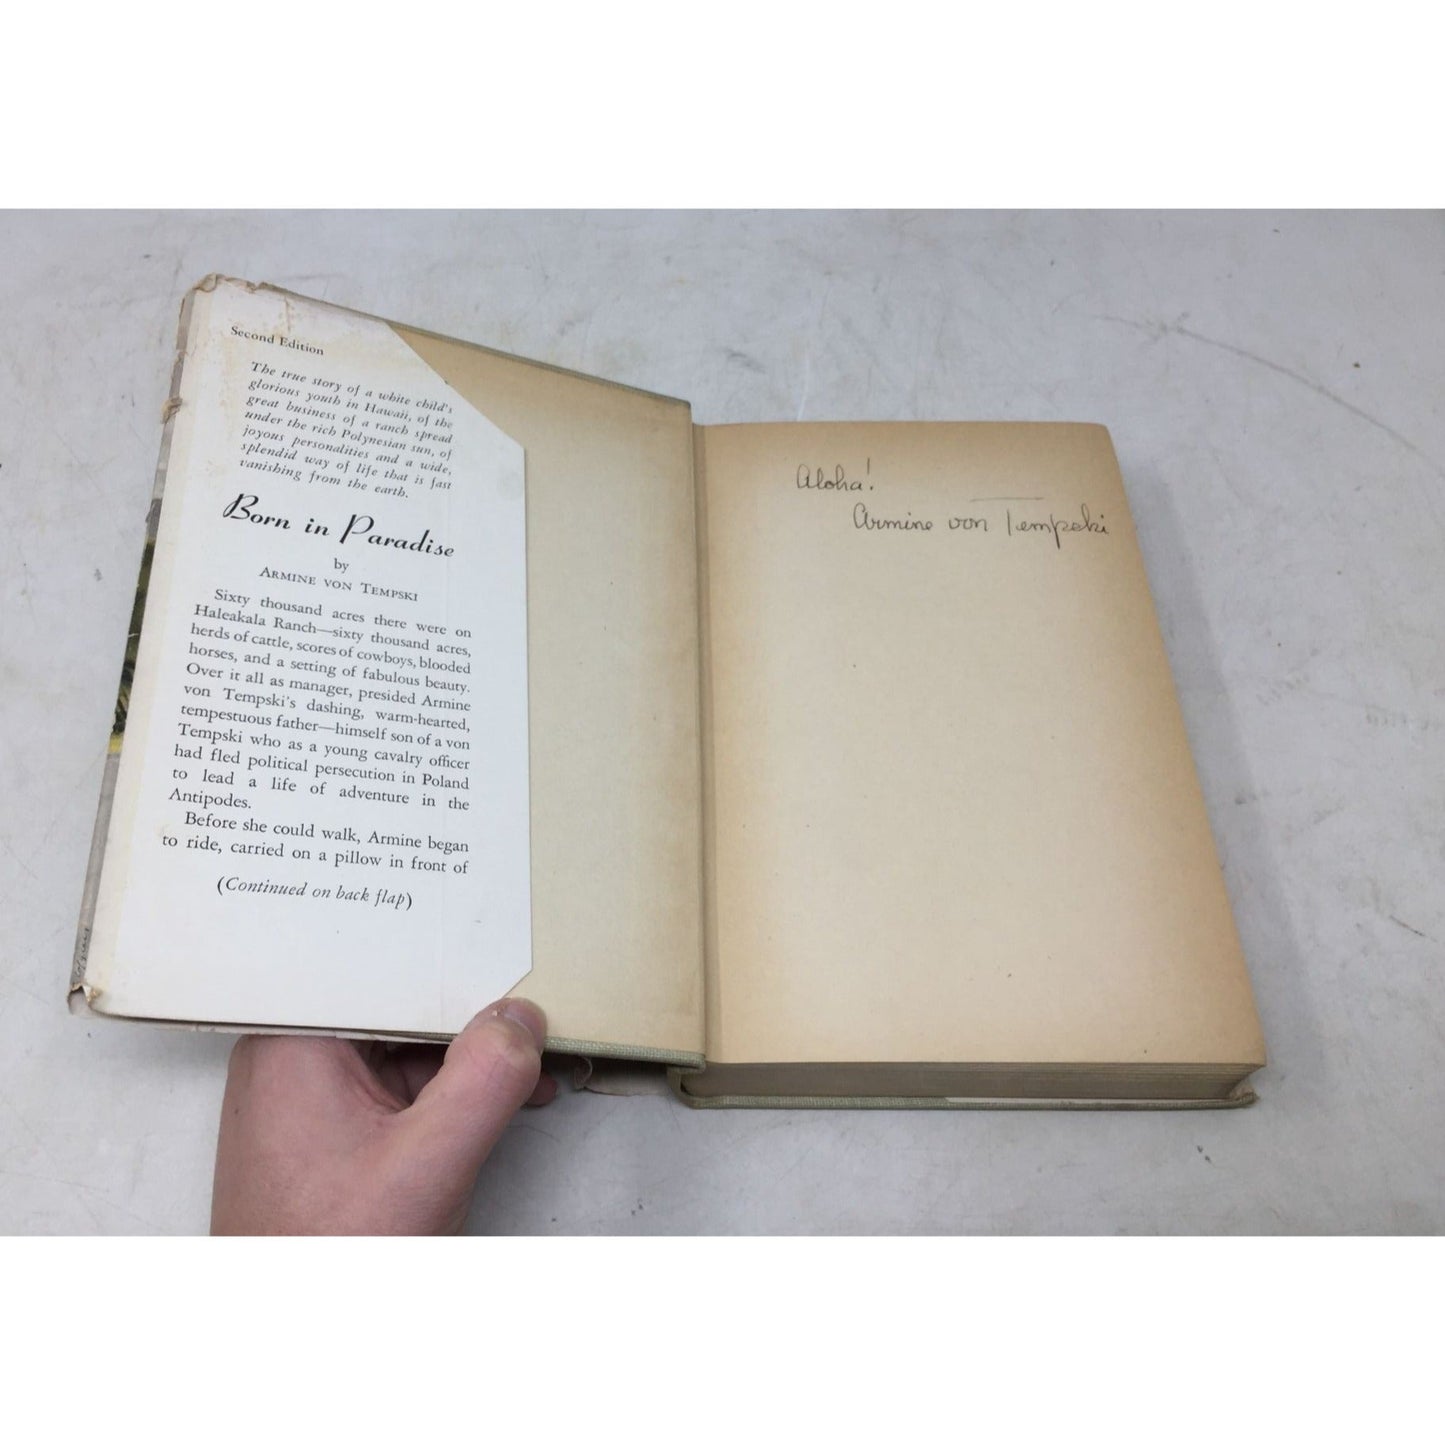 Second Edition
The true story of a white child's
glorious youth in Hawaii, of the
great business of a ranch spread
under the rich Polynesian sun, of
joyous personalities and a wide,
splendid way of life that is fast
vanishing from the earth.
Born in Paradise
by
ARMINE VON TEMPSKI
Sixty thousand acres there were on
Haleakala Ranch—sixty thousand acres,
herds of cattle, scores of cowboys, blooded
horses, and a setting of fabulous beauty.
Over it all as manager, presided Armine
von Tempski's dashing, warm-hearted,
tempestuous father—himself son of a von
Tempski who as a young cavalry officer
had fled political persecution in Poland
to lead a life of adventure in the
Antipodes.
Before she could walk, Armine began
to ride, carried on a pillow in front of
(Continued on back flap)
Aloha!
Armine von Tempski